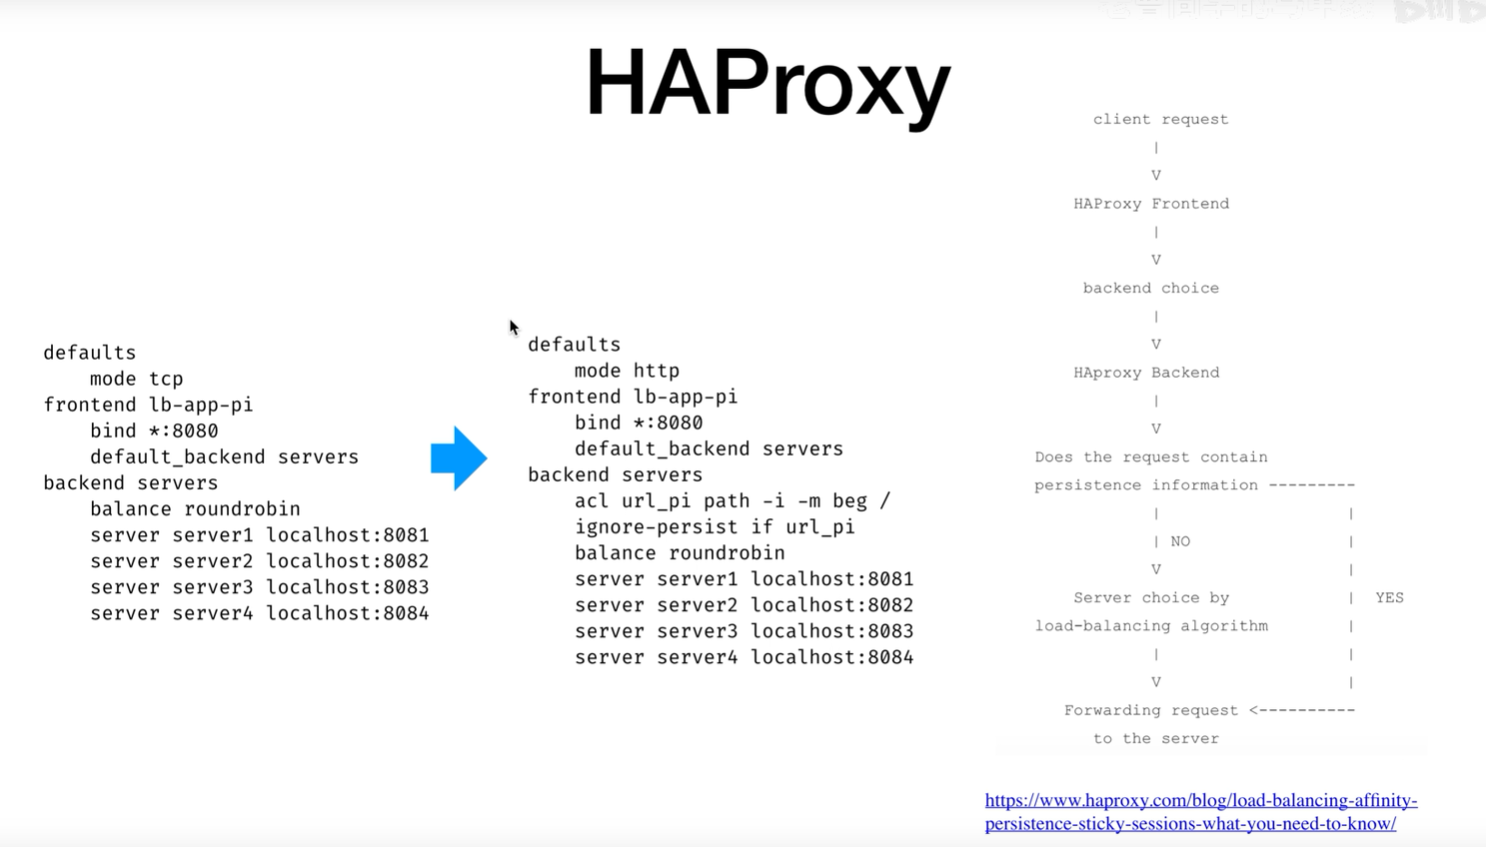 HAProxy
defaults
    mode tcp
frontend lb-app-pi
    bind *:8080
    default_backend servers
backend servers
    balance roundrobin
    server server1 localhost:8081
    server server2 localhost:8082
    server server3 localhost:8083
    server server4 localhost:8084
defaults
    mode http
frontend lb-app-pi
    bind *:8080
    default_backend servers
backend servers
    acl url_pi path -i -m beg /
    ignore-persist if url_pi
    balance roundrobin
    server server1 localhost:8081
    server server2 localhost:8082
    server server3 localhost:8083
    server server4 localhost:8084
client request
|
V
HAProxy Frontend
|
V
backend choice
|
V
HAproxy Backend
|
V
Does the request contain
persistence information ---------
| |
| NO |
V |
Server choice by | YES
load-balancing algorithm |
| |
V |
Forwarding request <----------
to the server
https://www.haproxy.com/blog/load-balancing-affinity-
persistence-sticky-sessions-what-you-need-to-know/